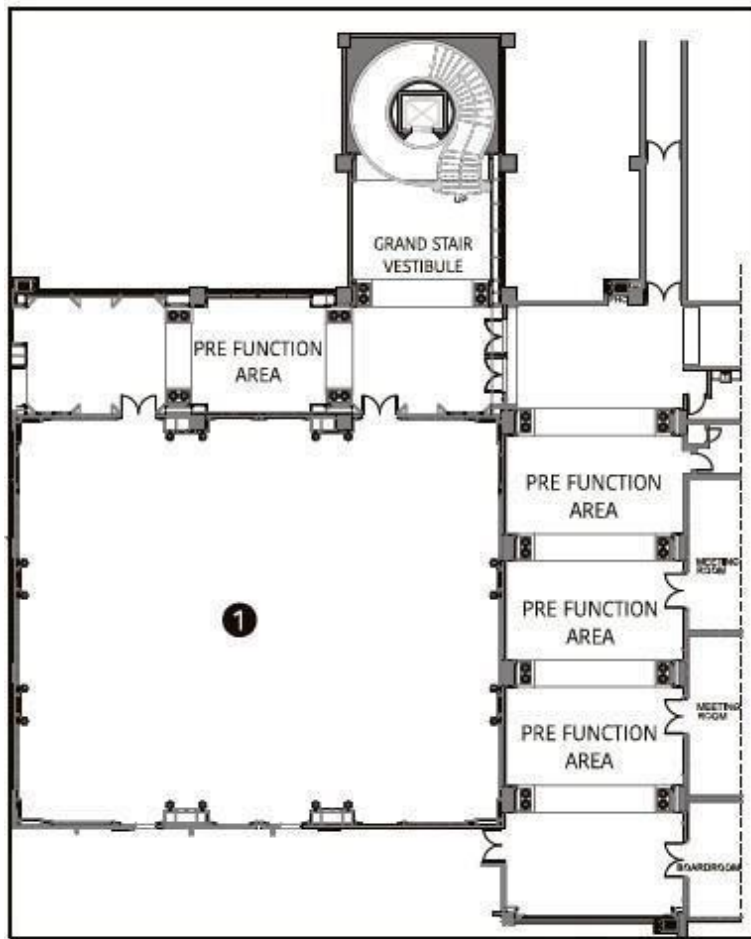 UP
GRAND STAIR
VESTIBULE
PRE FUNCTION
AREA
PRE FUNCTION
AREA
MEETING
ROOM
PRE FUNCTION
AREA
1
MEETING
ROOM
PRE FUNCTION
AREA
BOARDROOM